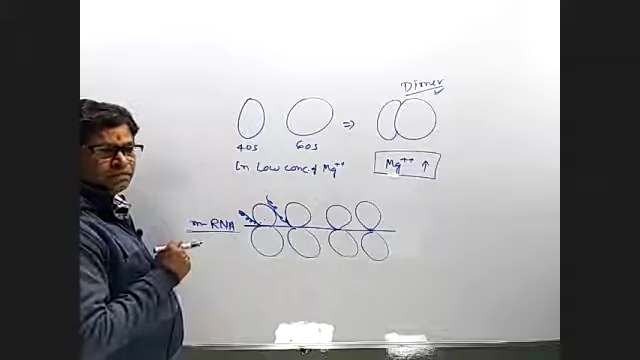 Dimer
40s 60s ⇒
In Low conc. of Mg⁺⁺
Mg⁺⁺ ↑
m-RNA